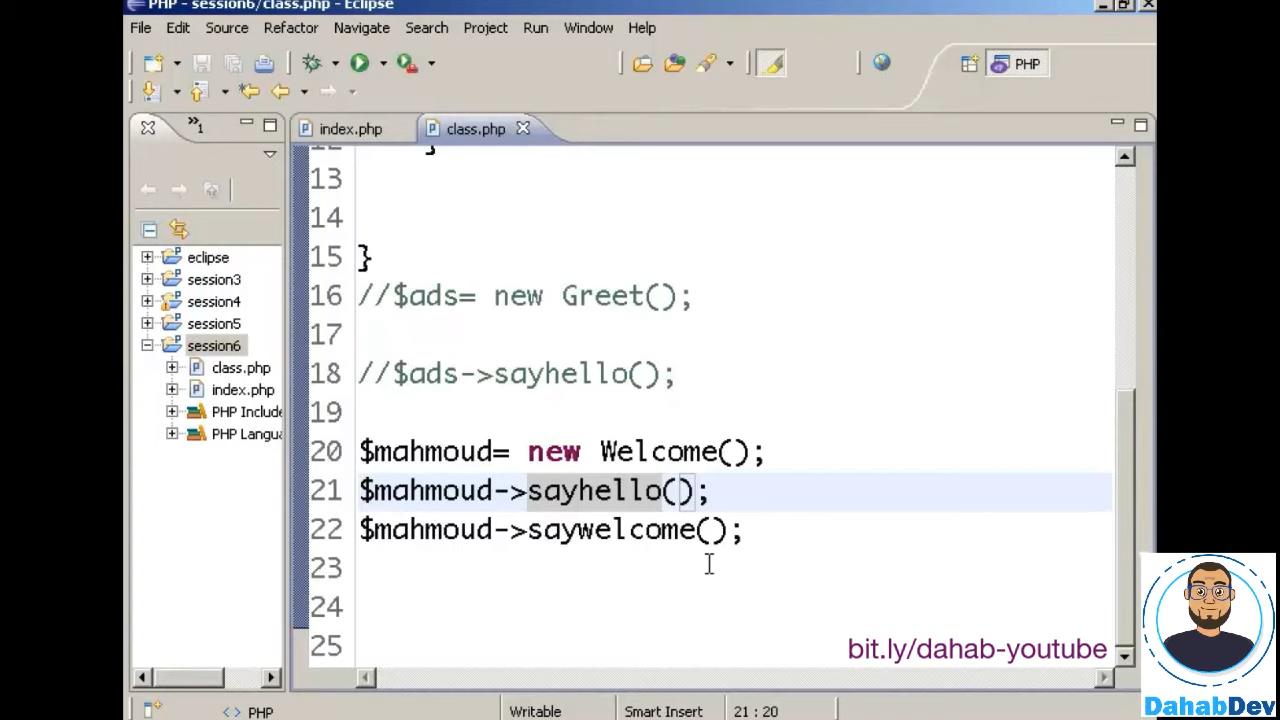 PHP - session6/class.php - Eclipse
File Edit Source Refactor Navigate Search Project Run Window Help
PHP
»1
index.php
class.php
12 }
13
14
15 }
16 //$ads= new Greet();
17
18 //$ads->sayhello();
19
20 $mahmoud= new Welcome();
21 $mahmoud->sayhello();
22 $mahmoud->saywelcome();
23
24
25
eclipse
session3
session4
session5
session6
class.php
index.php
PHP Include
PHP Langua
bit.ly/dahab-youtube
DahabDev
PHP
Writable
Smart Insert
21 : 20